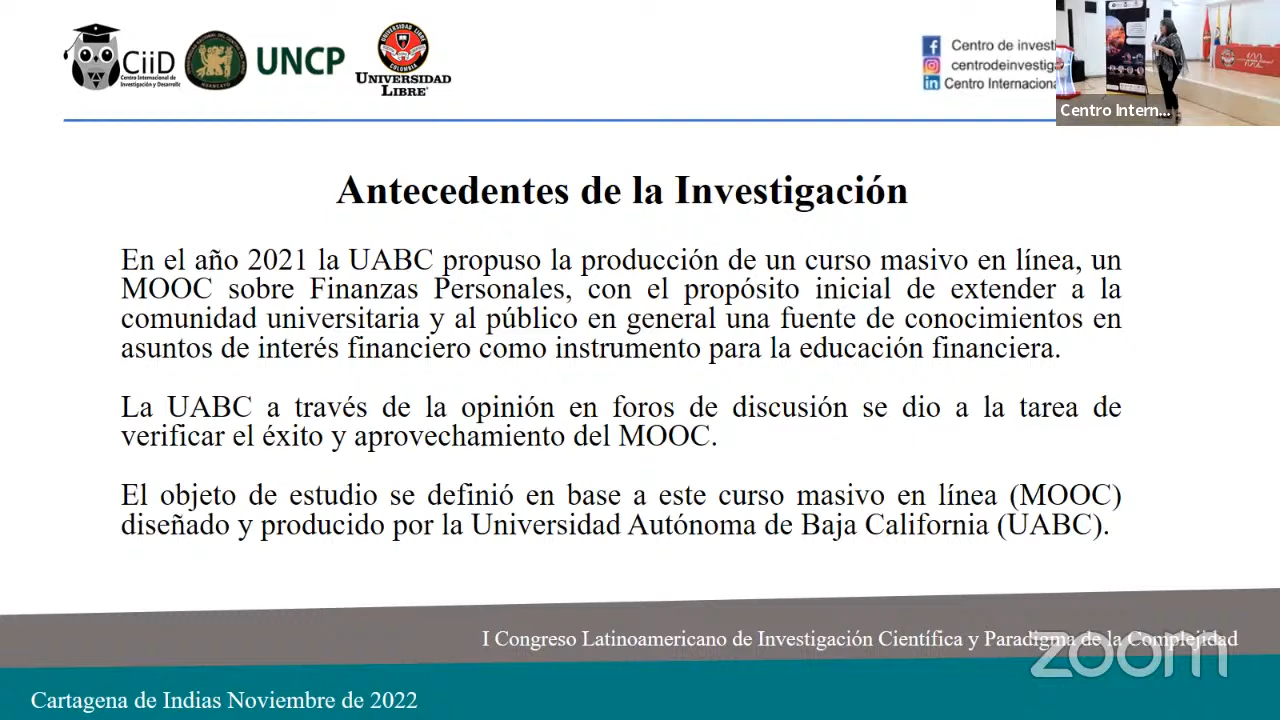 CiiD
Centro Internacional de
Investigación y Desarrollo
UNCP
UNIVERSIDAD
LIBRE
Centro de investi
centrodeinvestiga
Centro Internaciona
Centro Intern...
Antecedentes de la Investigación
En el año 2021 la UABC propuso la producción de un curso masivo en línea, un
MOOC sobre Finanzas Personales, con el propósito inicial de extender a la
comunidad universitaria y al público en general una fuente de conocimientos en
asuntos de interés financiero como instrumento para la educación financiera.
La UABC a través de la opinión en foros de discusión se dio a la tarea de
verificar el éxito y aprovechamiento del MOOC.
El objeto de estudio se definió en base a este curso masivo en línea (MOOC)
diseñado y producido por la Universidad Autónoma de Baja California (UABC).
I Congreso Latinoamericano de Investigación Científica y Paradigma de la Complejidad
zoom
Cartagena de Indias Noviembre de 2022